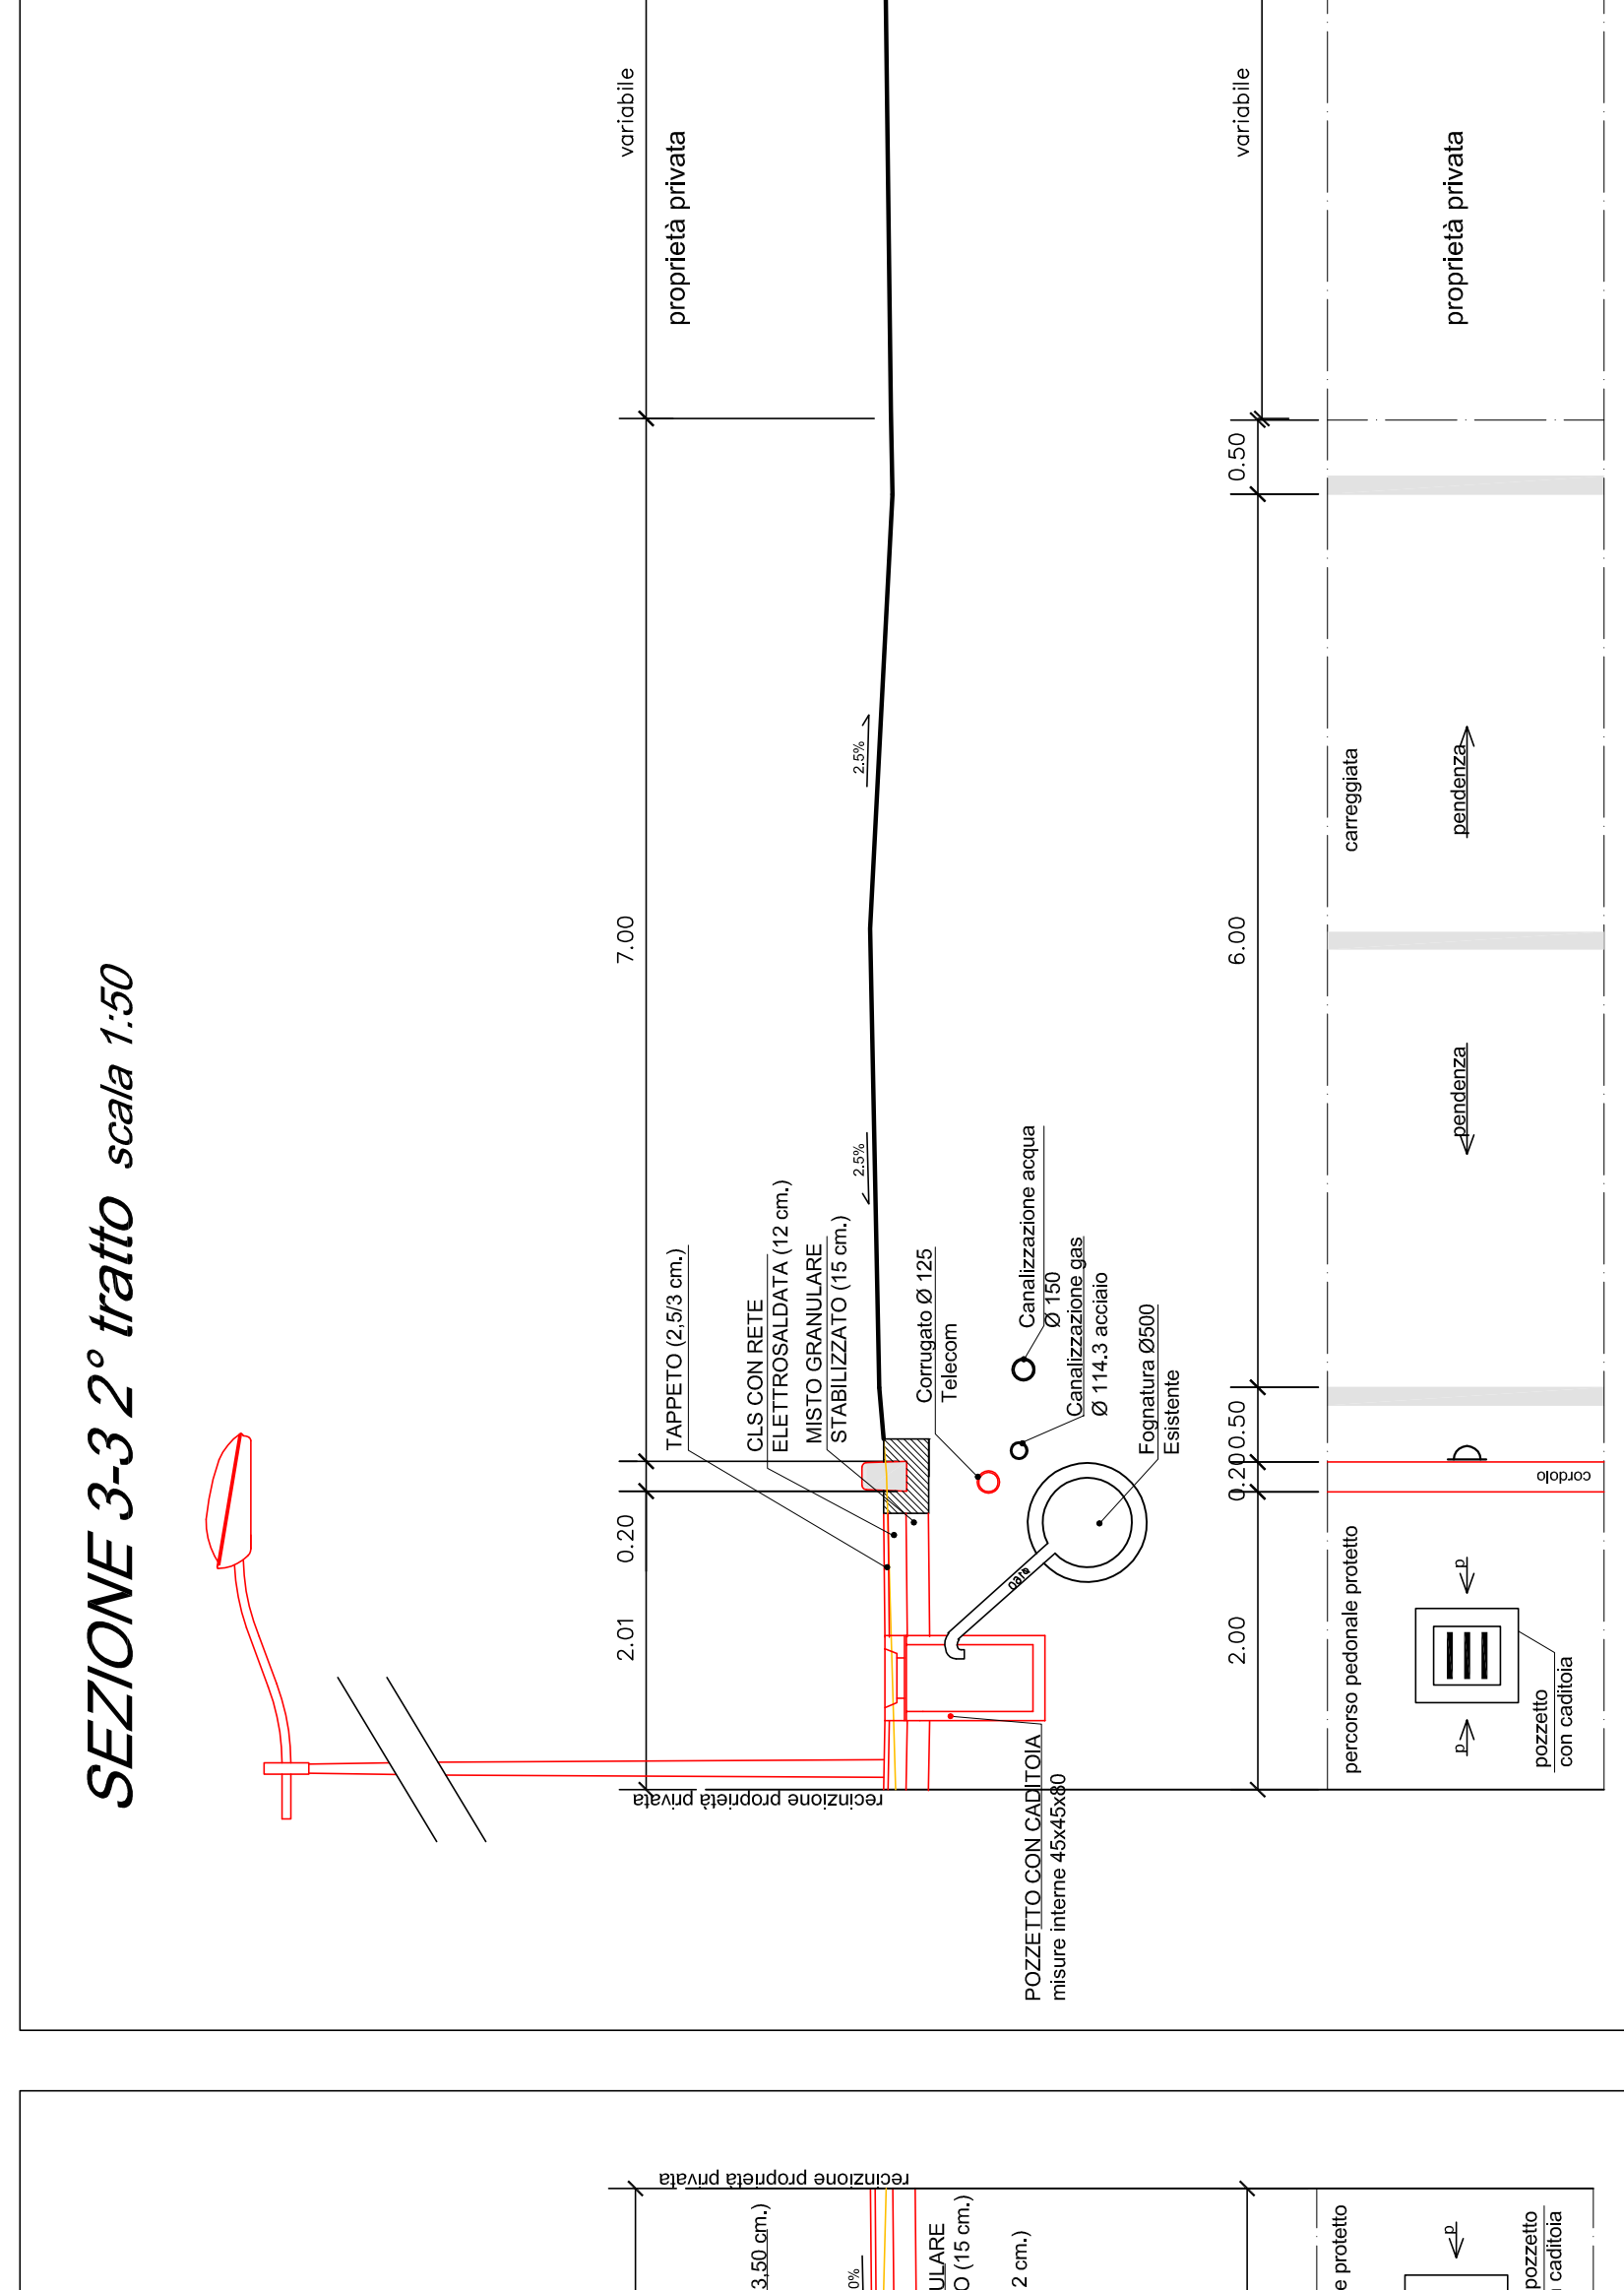 SEZIONE 3-3 2° tratto scala 1:50
2.01
0.20
7.00
variabile
proprietà privata
recinzione proprietà privata
TAPPETO (2,5/3 cm.)
CLS CON RETE
ELETTROSALDATA (12 cm.)
MISTO GRANULARE
STABILIZZATO (15 cm.)
2.5%
2.5%
Corrugato Ø 125
Telecom
Canalizzazione acqua
Ø 150
Canalizzazione gas
Ø 114.3 acciaio
Fognatura Ø500
Esistente
POZZETTO CON CADITOIA
misure interne 45x45x80
2.00
0.20
0.50
6.00
0.50
variabile
percorso pedonale protetto
carreggiata
proprietà privata
p
p
pendenza
pendenza
pozzetto
con caditoia
cordolo
recinzione proprietà privata
3,50 cm.)
0%
ULARE
O (15 cm.)
2 cm.)
e protetto
p
pozzetto
caditoia